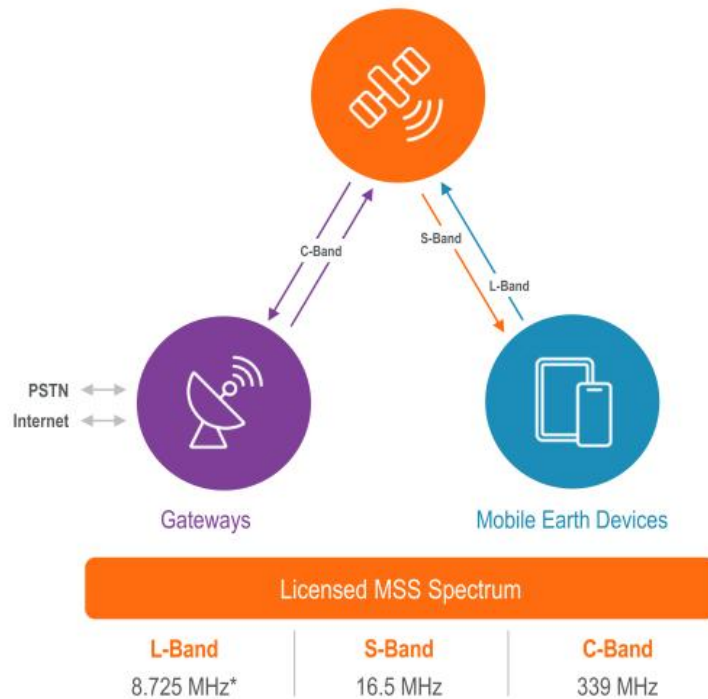 C-Band
S-Band
L-Band
PSTN
Internet
Gateways
Mobile Earth Devices
Licensed MSS Spectrum
L-Band
S-Band
C-Band
8.725 MHz*
16.5 MHz
339 MHz